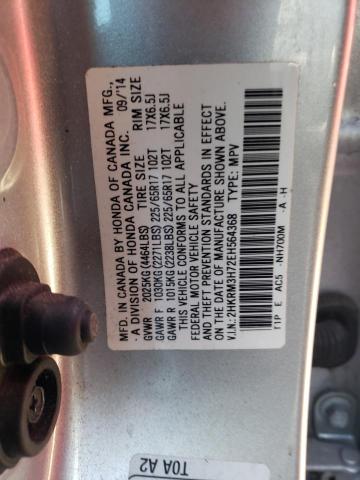 MFD. IN CANADA BY HONDA OF CANADA MFG.,
A DIVISION OF HONDA CANADA INC. 09/'14
TIRE SIZE RIM SIZE
GVWR 2025KG(4464LBS)
GAWR F 1030KG(2271LBS) 225/65R17 102T 17X6.5J
GAWR R 1015KG(2238LBS) 225/65R17 102T 17X6.5J
THIS VEHICLE CONFORMS TO ALL APPLICABLE
FEDERAL MOTOR VEHICLE SAFETY
AND THEFT PREVENTION STANDARDS IN EFFECT
ON THE DATE OF MANUFACTURE SHOWN ABOVE.
V.I.N.: 2HKRM3H72EH564368 TYPE: MPV
F1P E AC5 NH700M - A - H
T0A A2